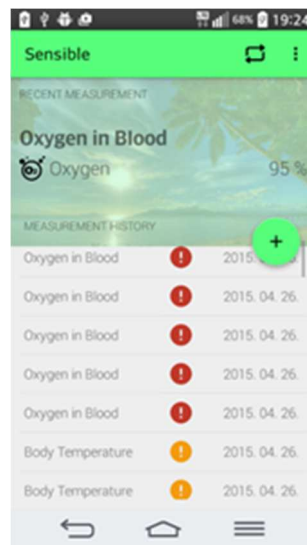 68% 19:24
Sensible
RECENT MEASUREMENT
Oxygen in Blood
O₂ Oxygen 95 %
MEASUREMENT HISTORY
+
Oxygen in Blood ! 2015. 26.
Oxygen in Blood ! 2015. 04. 26.
Oxygen in Blood ! 2015. 04. 26.
Oxygen in Blood ! 2015. 04. 26.
Oxygen in Blood ! 2015. 04. 26.
Body Temperature ! 2015. 04. 26.
Body Temperature ! 2015. 04. 26.